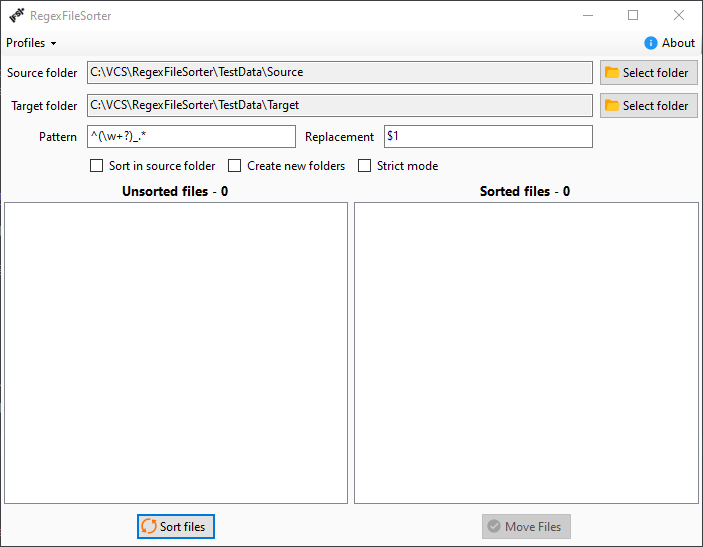 RegexFileSorter
Profiles About
Source folder C:\VCS\RegexFileSorter\TestData\Source Select folder
Target folder C:\VCS\RegexFileSorter\TestData\Target Select folder
Pattern ^(\w+?)_.* Replacement $1
Sort in source folder Create new folders Strict mode
Unsorted files - 0 Sorted files - 0
Sort files Move Files